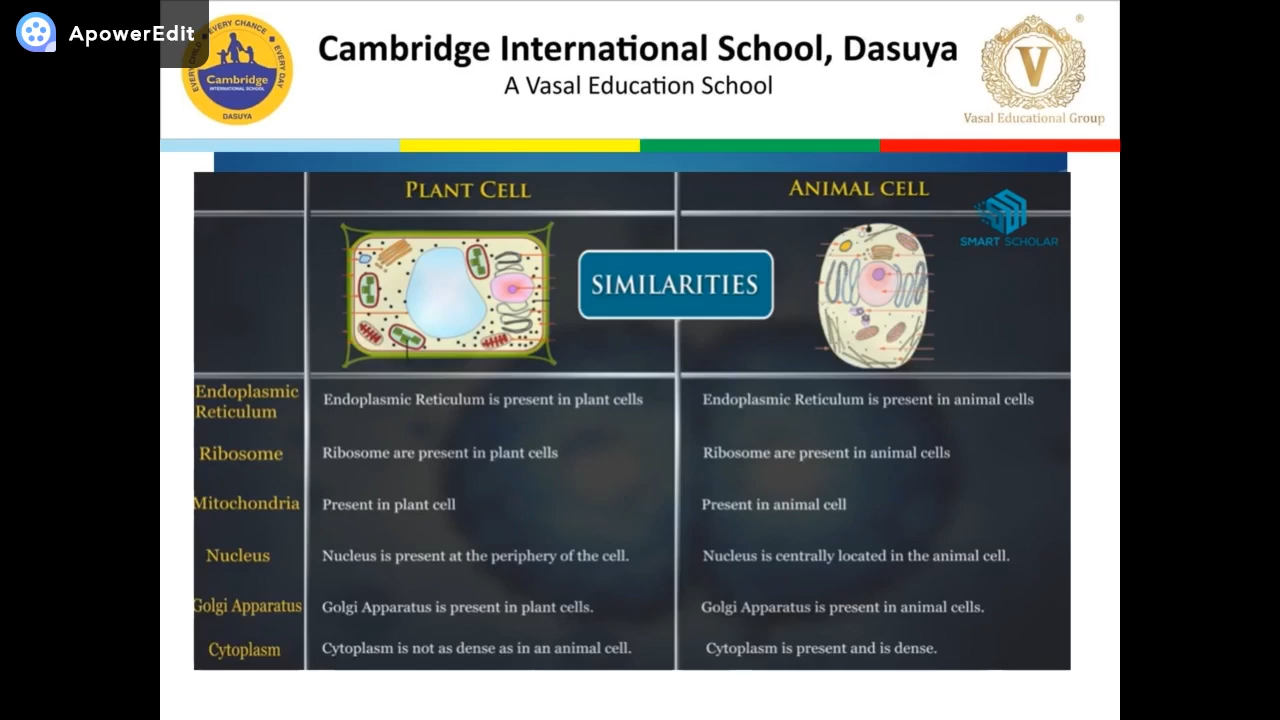 ApowerEdit
EVERY CHILD • EVERY CHANCE • EVERY DAY
Cambridge
INTERNATIONAL SCHOOL
DASUYA
Cambridge International School, Dasuya
A Vasal Education School
®
V
Vasal Educational Group
PLANT CELL
ANIMAL CELL
SMART SCHOLAR
SIMILARITIES
Endoplasmic
Reticulum
Endoplasmic Reticulum is present in plant cells
Endoplasmic Reticulum is present in animal cells
Ribosome
Ribosome are present in plant cells
Ribosome are present in animal cells
Mitochondria
Present in plant cell
Present in animal cell
Nucleus
Nucleus is present at the periphery of the cell.
Nucleus is centrally located in the animal cell.
Golgi Apparatus
Golgi Apparatus is present in plant cells.
Golgi Apparatus is present in animal cells.
Cytoplasm
Cytoplasm is not as dense as in an animal cell.
Cytoplasm is present and is dense.